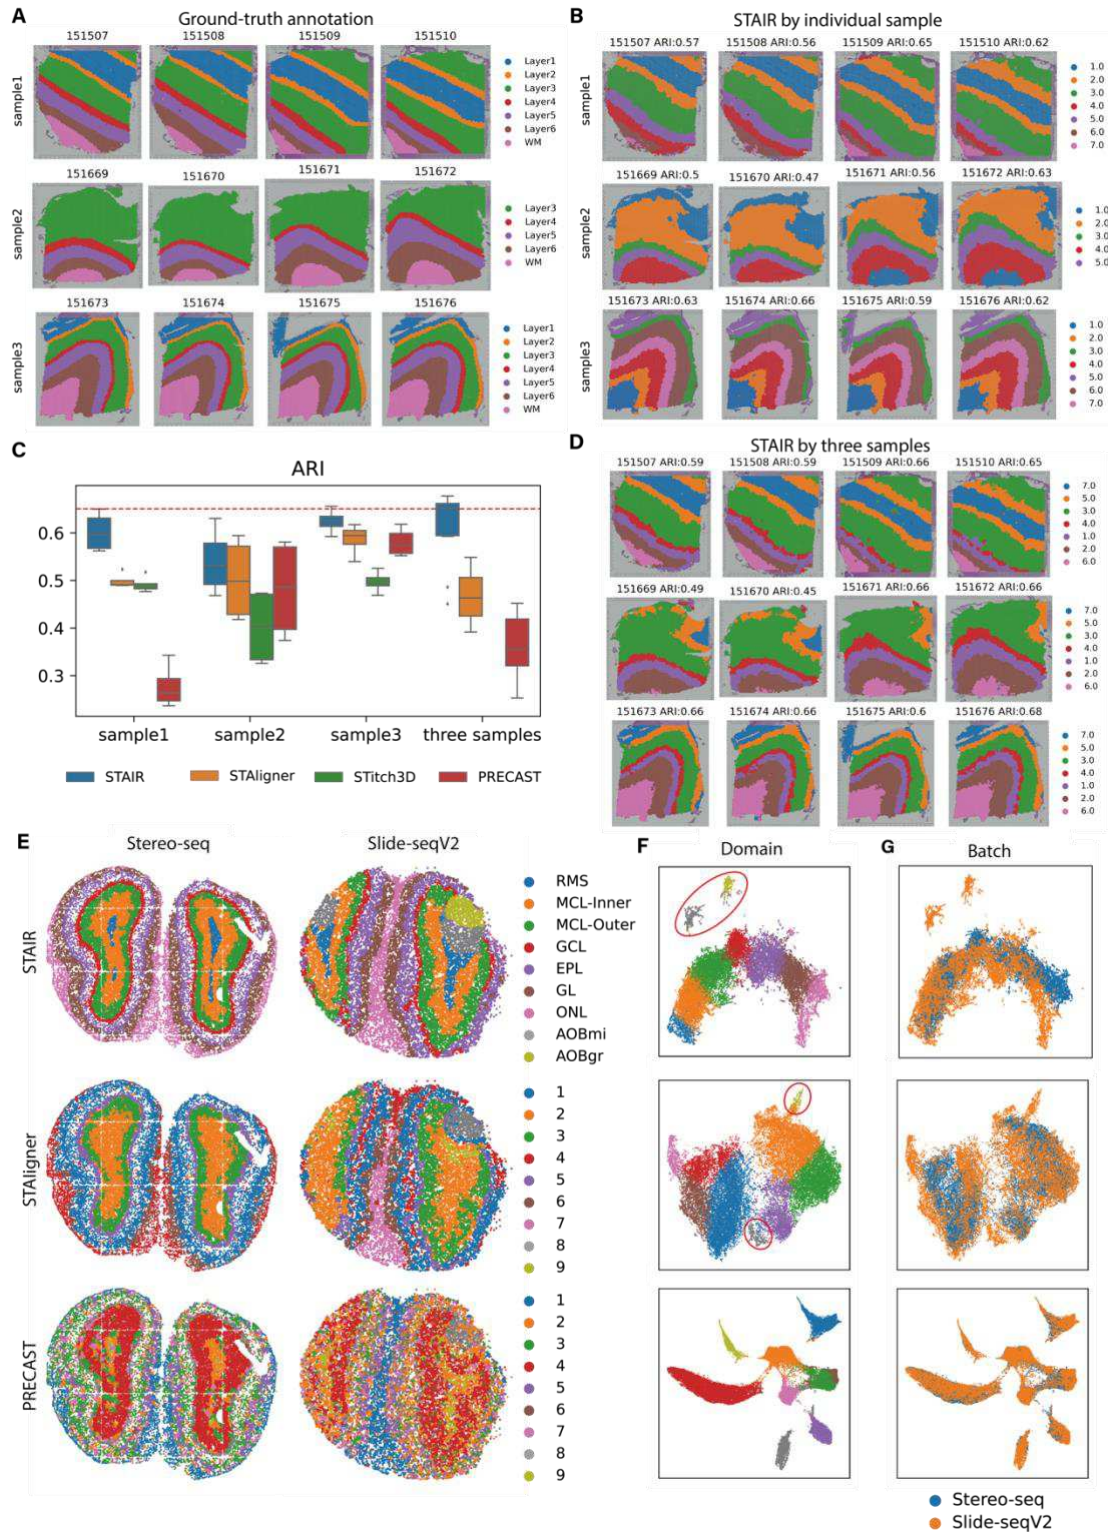 A
Ground-truth annotation
151507 151508 151509 151510
sample1
Layer1
Layer2
Layer3
Layer4
Layer5
Layer6
WM
151669 151670 151671 151672
sample2
Layer3
Layer4
Layer5
Layer6
WM
151673 151674 151675 151676
sample3
Layer1
Layer2
Layer3
Layer4
Layer5
Layer6
WM
B
STAIR by individual sample
151507 ARI:0.57 151508 ARI:0.56 151509 ARI:0.65 151510 ARI:0.62
sample1
1.0
2.0
3.0
4.0
5.0
6.0
7.0
151669 ARI:0.5 151670 ARI:0.47 151671 ARI:0.56 151672 ARI:0.63
sample2
1.0
2.0
3.0
4.0
5.0
151673 ARI:0.63 151674 ARI:0.66 151675 ARI:0.59 151676 ARI:0.62
sample3
1.0
2.0
3.0
4.0
5.0
6.0
7.0
C
ARI
0.6
0.5
0.4
0.3
sample1 sample2 sample3 three samples
STAIR STAligner STitch3D PRECAST
D
STAIR by three samples
151507 ARI:0.59 151508 ARI:0.59 151509 ARI:0.66 151510 ARI:0.65
7.0
5.0
3.0
4.0
1.0
2.0
6.0
151669 ARI:0.49 151670 ARI:0.45 151671 ARI:0.66 151672 ARI:0.66
7.0
5.0
3.0
4.0
1.0
2.0
6.0
151673 ARI:0.66 151674 ARI:0.66 151675 ARI:0.6 151676 ARI:0.68
7.0
5.0
3.0
4.0
1.0
2.0
6.0
E
Stereo-seq Slide-seqV2
STAIR
RMS
MCL-Inner
MCL-Outer
GCL
EPL
GL
ONL
AOBmi
AOBgr
STAligner
1
2
3
4
5
6
7
8
9
PRECAST
1
2
3
4
5
6
7
8
9
F
Domain
G
Batch
Stereo-seq
Slide-seqV2